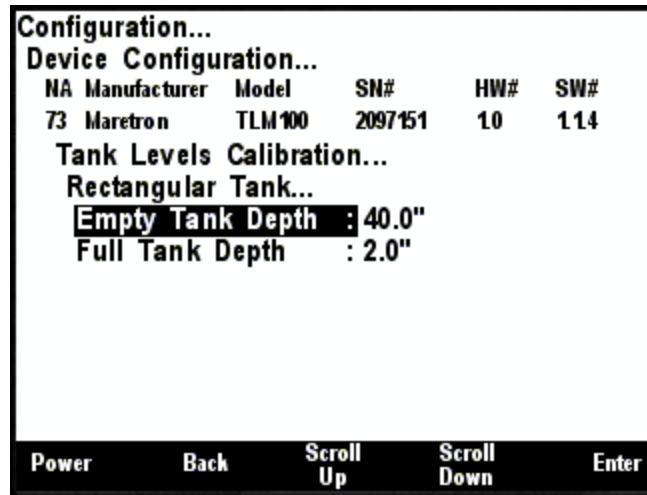 Configuration...
Device Configuration...
NA Manufacturer Model SN# HW# SW#
73 Maretron TLM100 2097151 1.0 1.1.4
Tank Levels Calibration...
Rectangular Tank...
Empty Tank Depth : 40.0"
Full Tank Depth : 2.0"
Power Back Scroll Up Scroll Down Enter